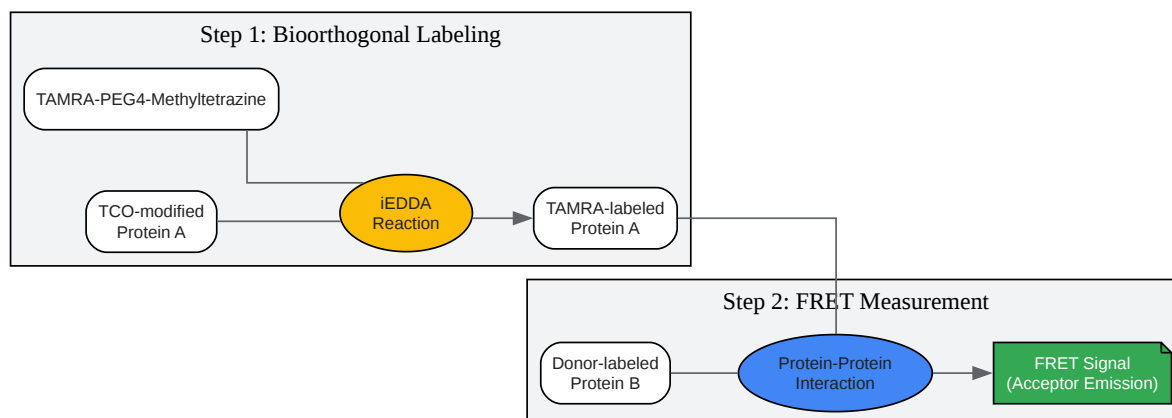 Step 1: Bioorthogonal Labeling
TAMRA-PEG4-Methyltetrazine
TCO-modified
Protein A
iEDDA
Reaction
TAMRA-labeled
Protein A
Step 2: FRET Measurement
Donor-labeled
Protein B
Protein-Protein
Interaction
FRET Signal
(Acceptor Emission)